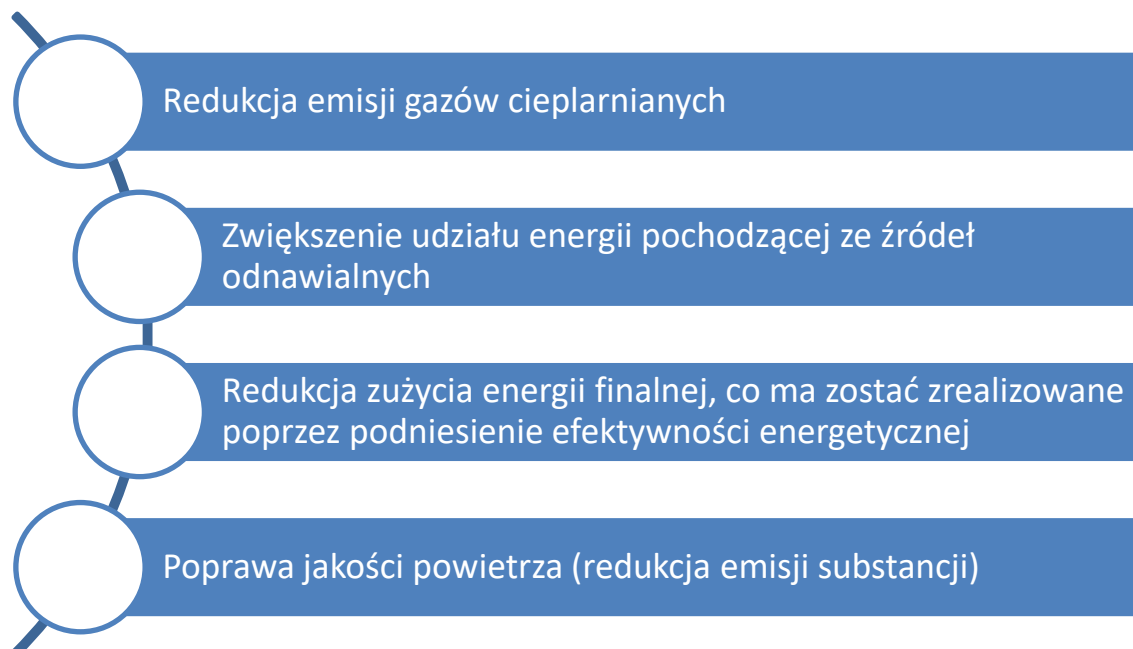 Redukcja emisji gazów cieplarnianych
Zwiększenie udziału energii pochodzącej ze źródeł
odnawialnych
Redukcja zużycia energii finalnej, co ma zostać zrealizowane
poprzez podniesienie efektywności energetycznej
Poprawa jakości powietrza (redukcja emisji substancji)